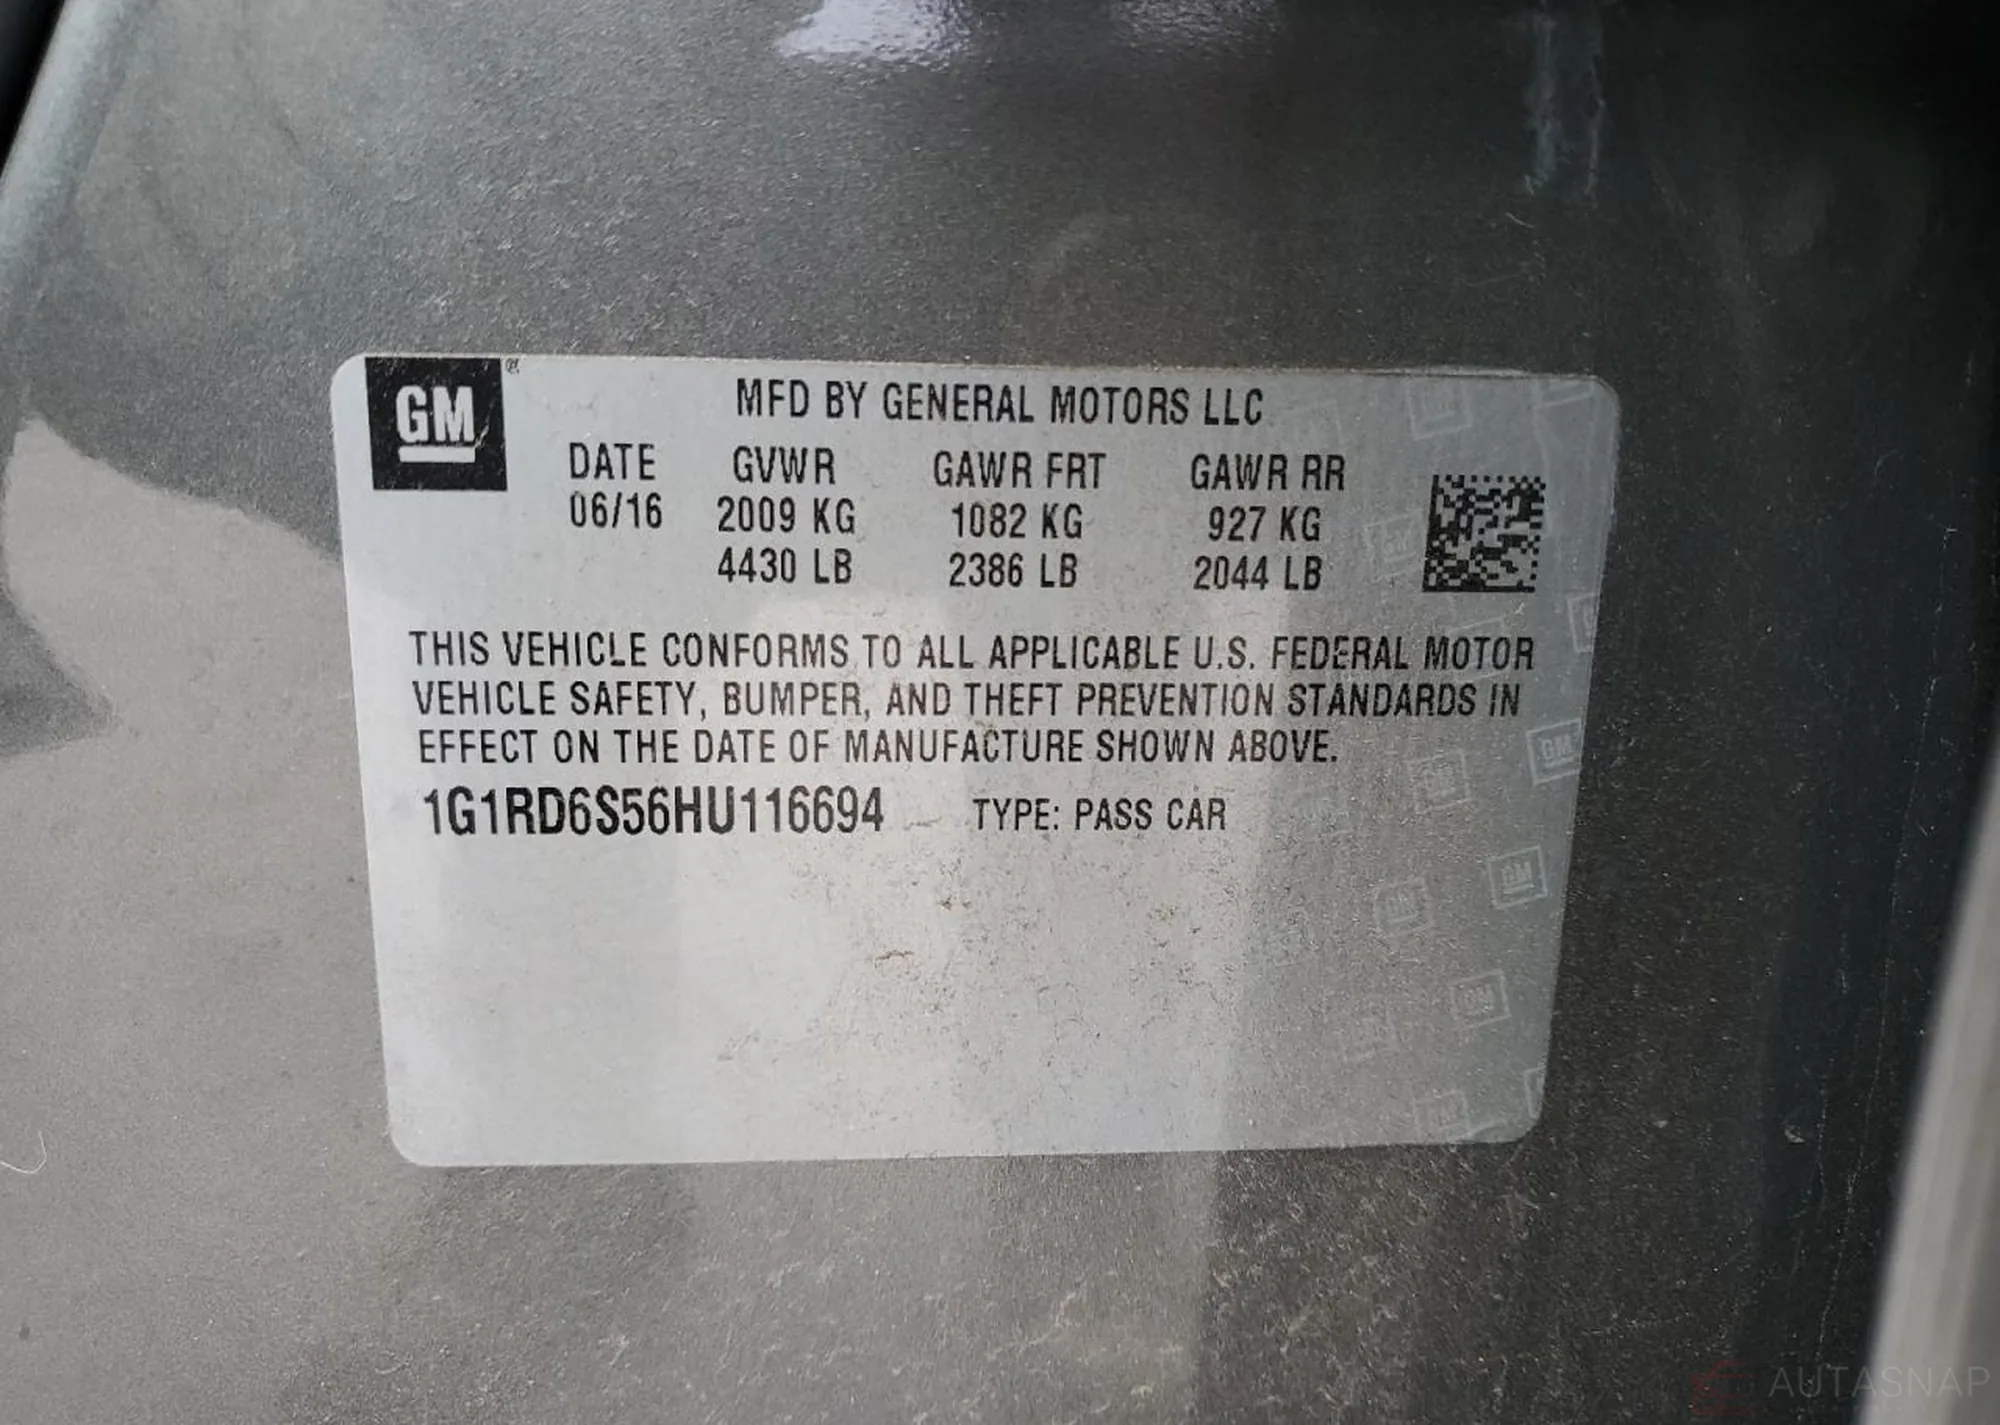 GM
MFD BY GENERAL MOTORS LLC
DATE GVWR GAWR FRT GAWR RR
06/16 2009 KG 1082 KG 927 KG
4430 LB 2386 LB 2044 LB
THIS VEHICLE CONFORMS TO ALL APPLICABLE U.S. FEDERAL MOTOR
VEHICLE SAFETY, BUMPER, AND THEFT PREVENTION STANDARDS IN
EFFECT ON THE DATE OF MANUFACTURE SHOWN ABOVE.
1G1RD6S56HU116694 TYPE: PASS CAR
AUTASNAP